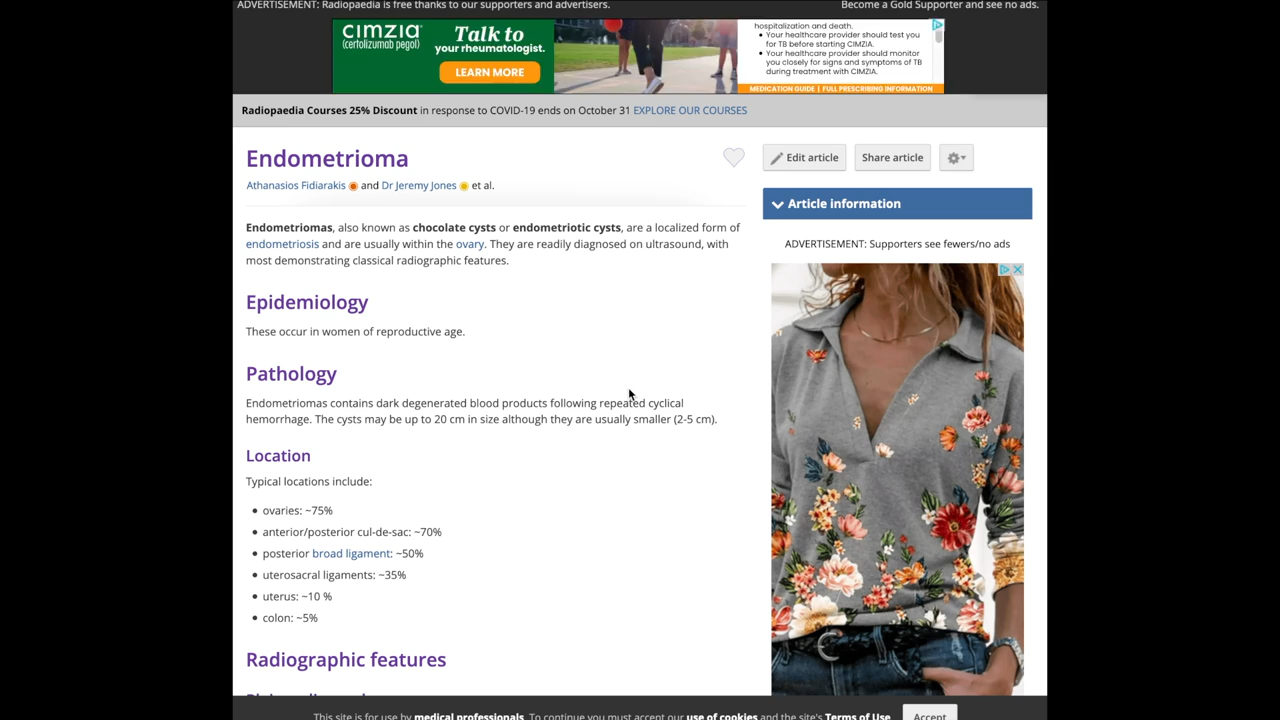 ADVERTISEMENT: Radiopaedia is free thanks to our supporters and advertisers.
Become a Gold Supporter and see no ads.
cimzia
(certolizumab pegol)
Talk to
your rheumatologist.
LEARN MORE
hospitalization and death.
• Your healthcare provider should test you
for TB before starting CIMZIA.
• Your healthcare provider should monitor
you closely for signs and symptoms of TB
during treatment with CIMZIA.
MEDICATION GUIDE | FULL PRESCRIBING INFORMATION
Radiopaedia Courses 25% Discount in response to COVID-19 ends on October 31 EXPLORE OUR COURSES
Endometrioma
Athanasios Fidiarakis and Dr Jeremy Jones et al.
Endometriomas, also known as chocolate cysts or endometriotic cysts, are a localized form of
endometriosis and are usually within the ovary. They are readily diagnosed on ultrasound, with
most demonstrating classical radiographic features.
Epidemiology
These occur in women of reproductive age.
Pathology
Endometriomas contains dark degenerated blood products following repeated cyclical
hemorrhage. The cysts may be up to 20 cm in size although they are usually smaller (2-5 cm).
Location
Typical locations include:
• ovaries: ~75%
• anterior/posterior cul-de-sac: ~70%
• posterior broad ligament: ~50%
• uterosacral ligaments: ~35%
• uterus: ~10 %
• colon: ~5%
Radiographic features
Edit article
Share article
Article information
ADVERTISEMENT: Supporters see fewer/no ads
This site is for use by medical professionals. To continue you must accept our use of cookies and the site's Terms of Use.
Accept